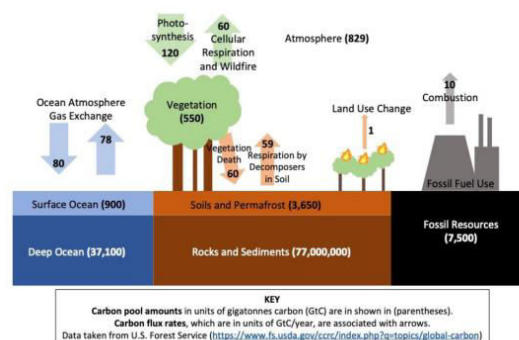 Photo-
synthesis
120
60
Cellular
Respiration
and Wildfire
Atmosphere (829)
10
Combustion
Ocean Atmosphere
Gas Exchange
80
78
Vegetation
(550)
Vegetation
Death
60
59
Respiration by
Decomposers
in Soil
Land Use Change
1
Fossil Fuel Use
Surface Ocean (900)
Soils and Permafrost (3,650)
Fossil Resources
(7,500)
Deep Ocean (37,100)
Rocks and Sediments (77,000,000)
KEY
Carbon pool amounts in units of gigatonnes carbon (GtC) are in shown in (parentheses).
Carbon flux rates, which are in units of GtC/year, are associated with arrows.
Data taken from U.S. Forest Service (https://www.fs.usda.gov/ccrc/index.php?q=topics/global-carbon)